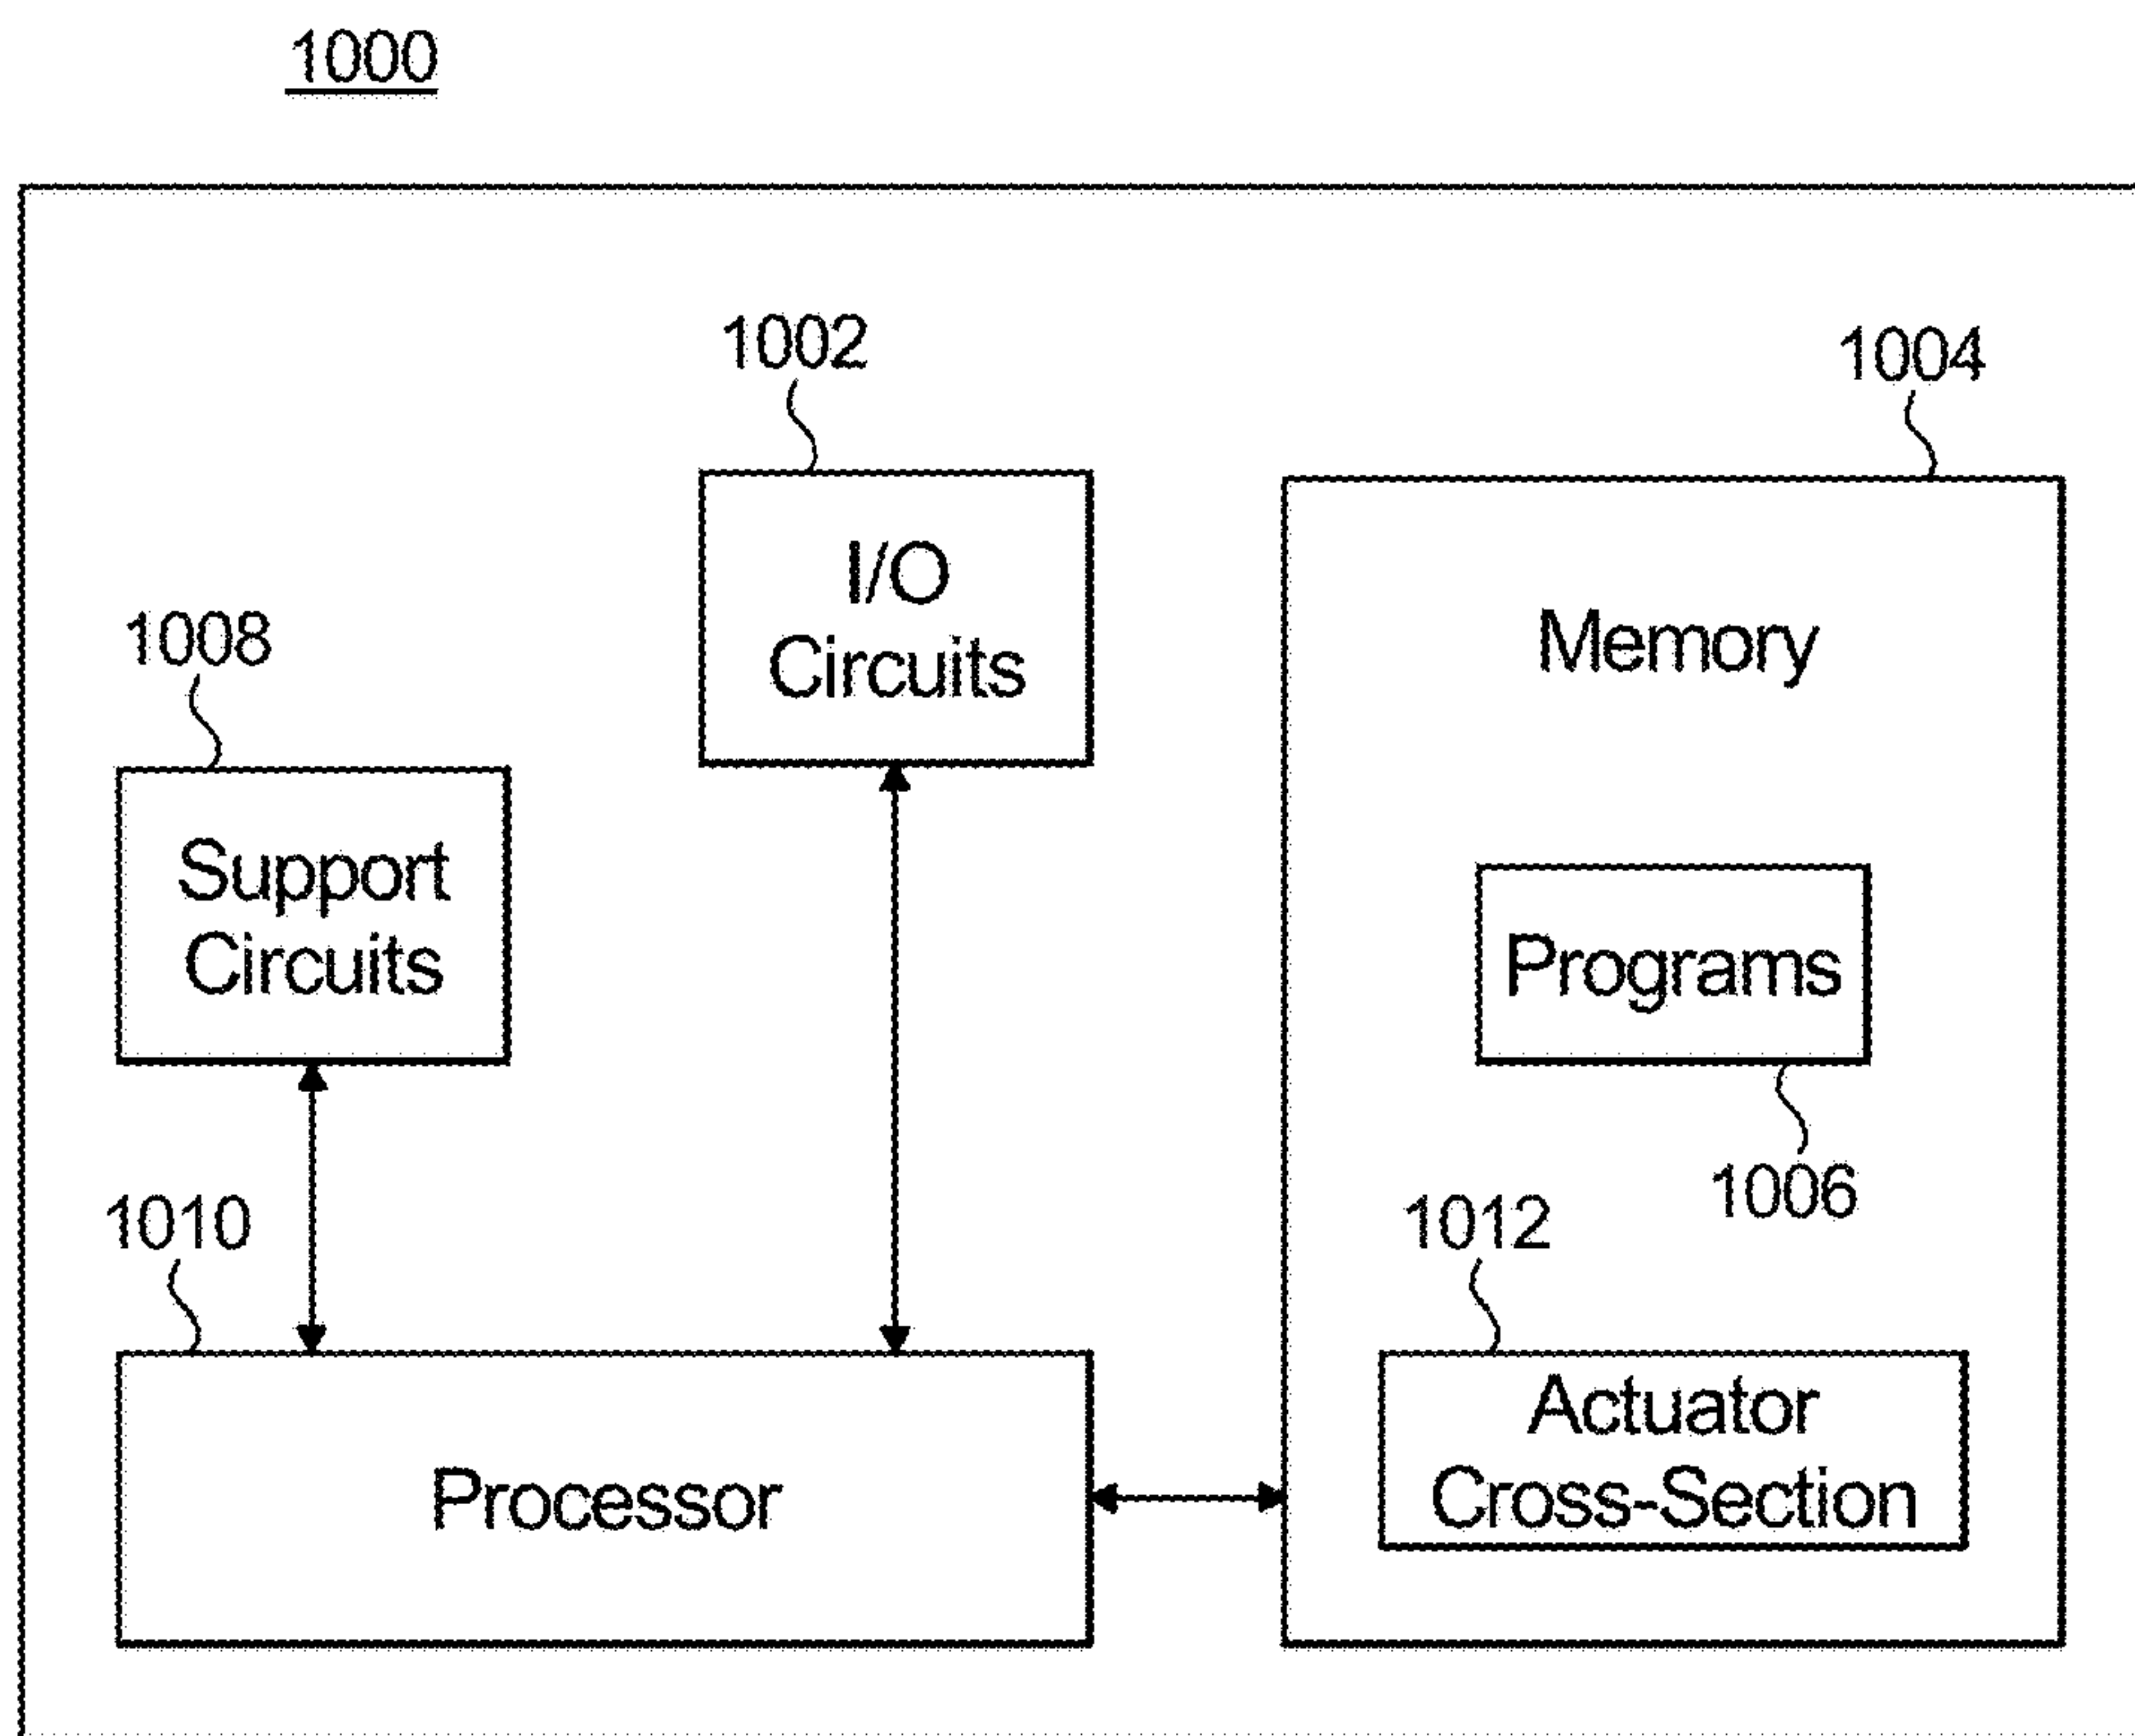 1000
1002
1004
I/O
Circuits
1008
Memory
Support
Circuits
Programs
1006
1010
1012
Processor
Actuator
Cross-Section